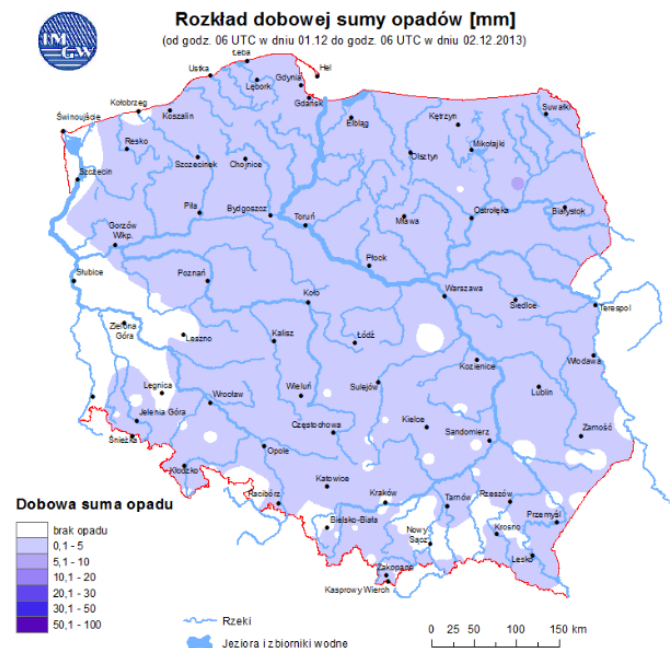 IMGW
Rozkład dobowej sumy opadów [mm]
(od godz. 06 UTC w dniu 01.12 do godz. 06 UTC w dniu 02.12.2013)
Łeba
Ustka
Hel
Lębork
Gdynia
Gdańsk
Kołobrzeg
Koszalin
Świnoujście
Elbląg
Kętrzyn
Suwałki
Resko
Mikołajki
Szczecinek
Chojnice
Olsztyn
Szczecin
Piła
Bydgoszcz
Toruń
Mława
Ostrołęka
Białystok
Gorzów
Wlkp.
Płock
Słubice
Poznań
Koło
Warszawa
Siedlce
Terespol
Zielona
Góra
Leszno
Kalisz
Łódź
Kozienice
Włodawa
Legnica
Wrocław
Wieluń
Sulejów
Lublin
Jelenia Góra
Śnieżka
Częstochowa
Kielce
Sandomierz
Zamość
Opole
Kłodzko
Racibórz
Katowice
Kraków
Tarnów
Rzeszów
Przemyśl
Bielsko-Biała
Nowy
Sącz
Krosno
Lesko
Zakopane
Kasprowy Wierch
Dobowa suma opadu
brak opadu
0,1 - 5
5,1 - 10
10,1 - 20
20,1 - 30
30,1 - 50
50,1 - 100
Rzeki
Jeziora i zbiorniki wodne
0 25 50 100 150 km